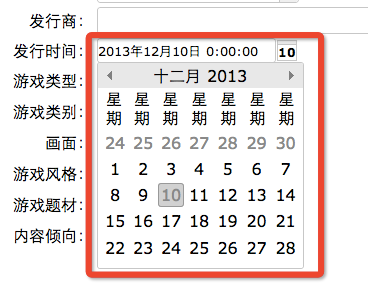 发行商：
发行时间： 2013年12月10日 0:00:00 10
游戏类型： 十二月 2013
游戏类别： 星期 星期 星期 星期 星期 星期 星期
画面： 24 25 26 27 28 29 30
游戏风格： 1 2 3 4 5 6 7
游戏题材： 8 9 10 11 12 13 14
内容倾向： 15 16 17 18 19 20 21
22 23 24 25 26 27 28